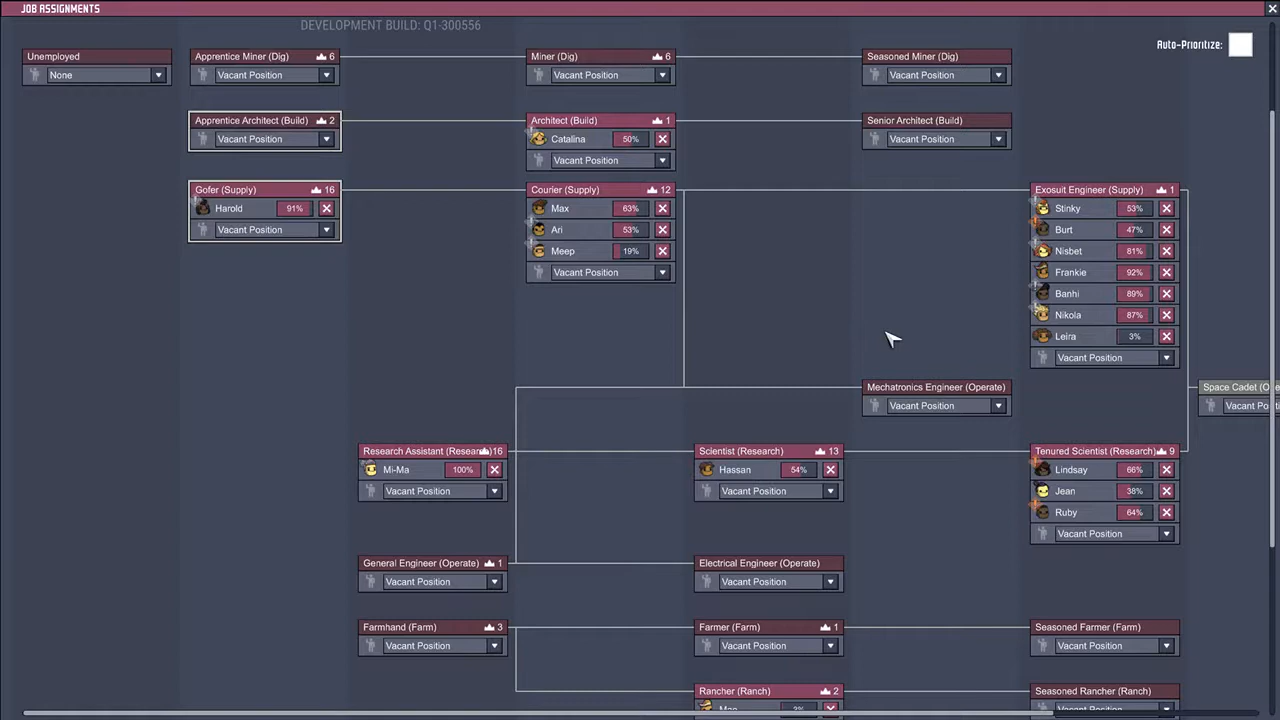 JOB ASSIGNMENTS
DEVELOPMENT BUILD: Q1-300556
Auto-Prioritize:
Unemployed
None
Apprentice Miner (Dig) 6
Vacant Position
Miner (Dig) 6
Vacant Position
Seasoned Miner (Dig)
Vacant Position
Apprentice Architect (Build) 2
Vacant Position
Architect (Build) 1
Catalina 50%
Vacant Position
Senior Architect (Build)
Vacant Position
Gofer (Supply) 16
Harold 91%
Vacant Position
Courier (Supply) 12
Max 63%
Ari 53%
Meep 19%
Vacant Position
Exosuit Engineer (Supply) 1
Stinky 53%
Burt 47%
Nisbet 81%
Frankie 92%
Banhi 89%
Nikola 87%
Leira 3%
Vacant Position
Mechatronics Engineer (Operate)
Vacant Position
Space Cadet (Ope
Vacant Posi
Research Assistant (Research) 16
Mi-Ma 100%
Vacant Position
Scientist (Research) 13
Hassan 54%
Vacant Position
Tenured Scientist (Research) 9
Lindsay 66%
Jean 38%
Ruby 64%
Vacant Position
General Engineer (Operate) 1
Vacant Position
Electrical Engineer (Operate)
Vacant Position
Farmhand (Farm) 3
Vacant Position
Farmer (Farm) 1
Vacant Position
Seasoned Farmer (Farm)
Vacant Position
Rancher (Ranch) 2
Seasoned Rancher (Ranch)
Vacant Position